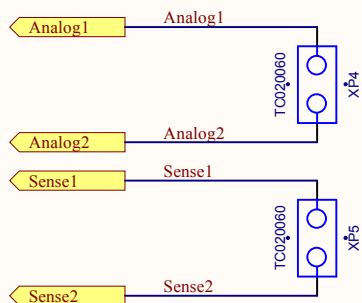 Analog1 Analog1
TC020060 XP4
Analog2 Analog2
Sense1 Sense1
TC020060 XP5
Sense2 Sense2